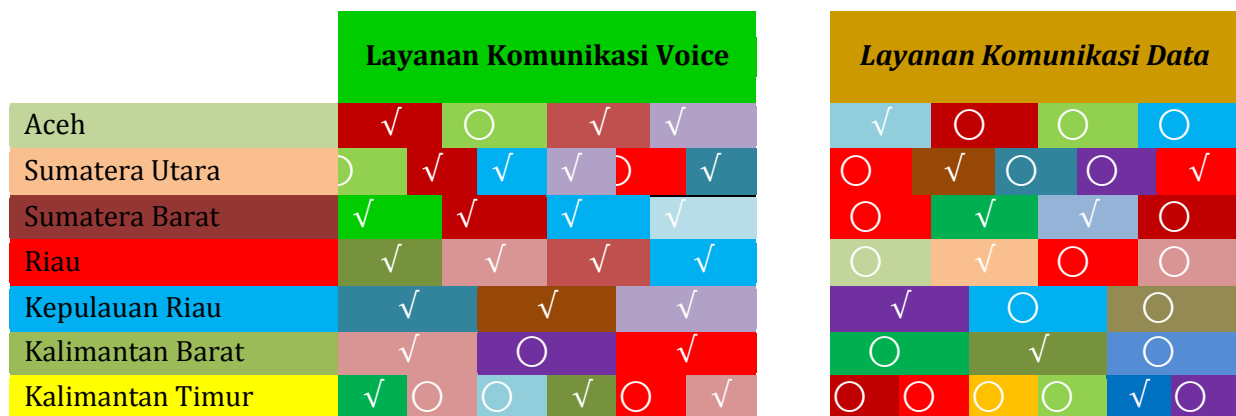 Layanan Komunikasi Voice Layanan Komunikasi Data
Aceh √ ○ √ √ √ ○ ○ ○
Sumatera Utara ○ √ √ √ ○ √ ○ √ ○ ○ √
Sumatera Barat √ √ √ √ ○ √ √ ○
Riau √ √ √ √ ○ √ ○ ○
Kepulauan Riau √ √ √ √ ○ ○
Kalimantan Barat √ ○ √ ○ √ ○
Kalimantan Timur √ ○ ○ √ ○ √ ○ ○ ○ ○ √ ○